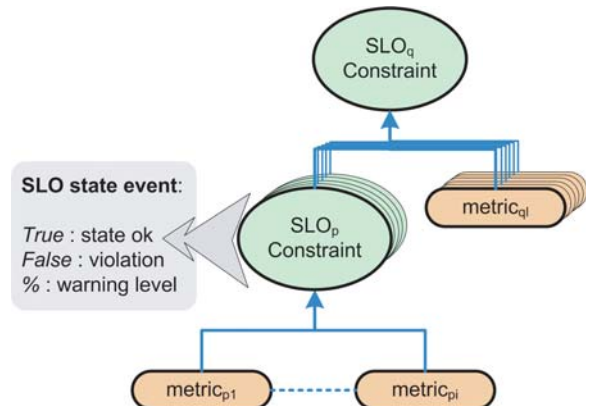 SLOq
Constraint
SLO state event:
True : state ok
False : violation
% : warning level
SLOp
Constraint
metricql
metricp1
metricpi